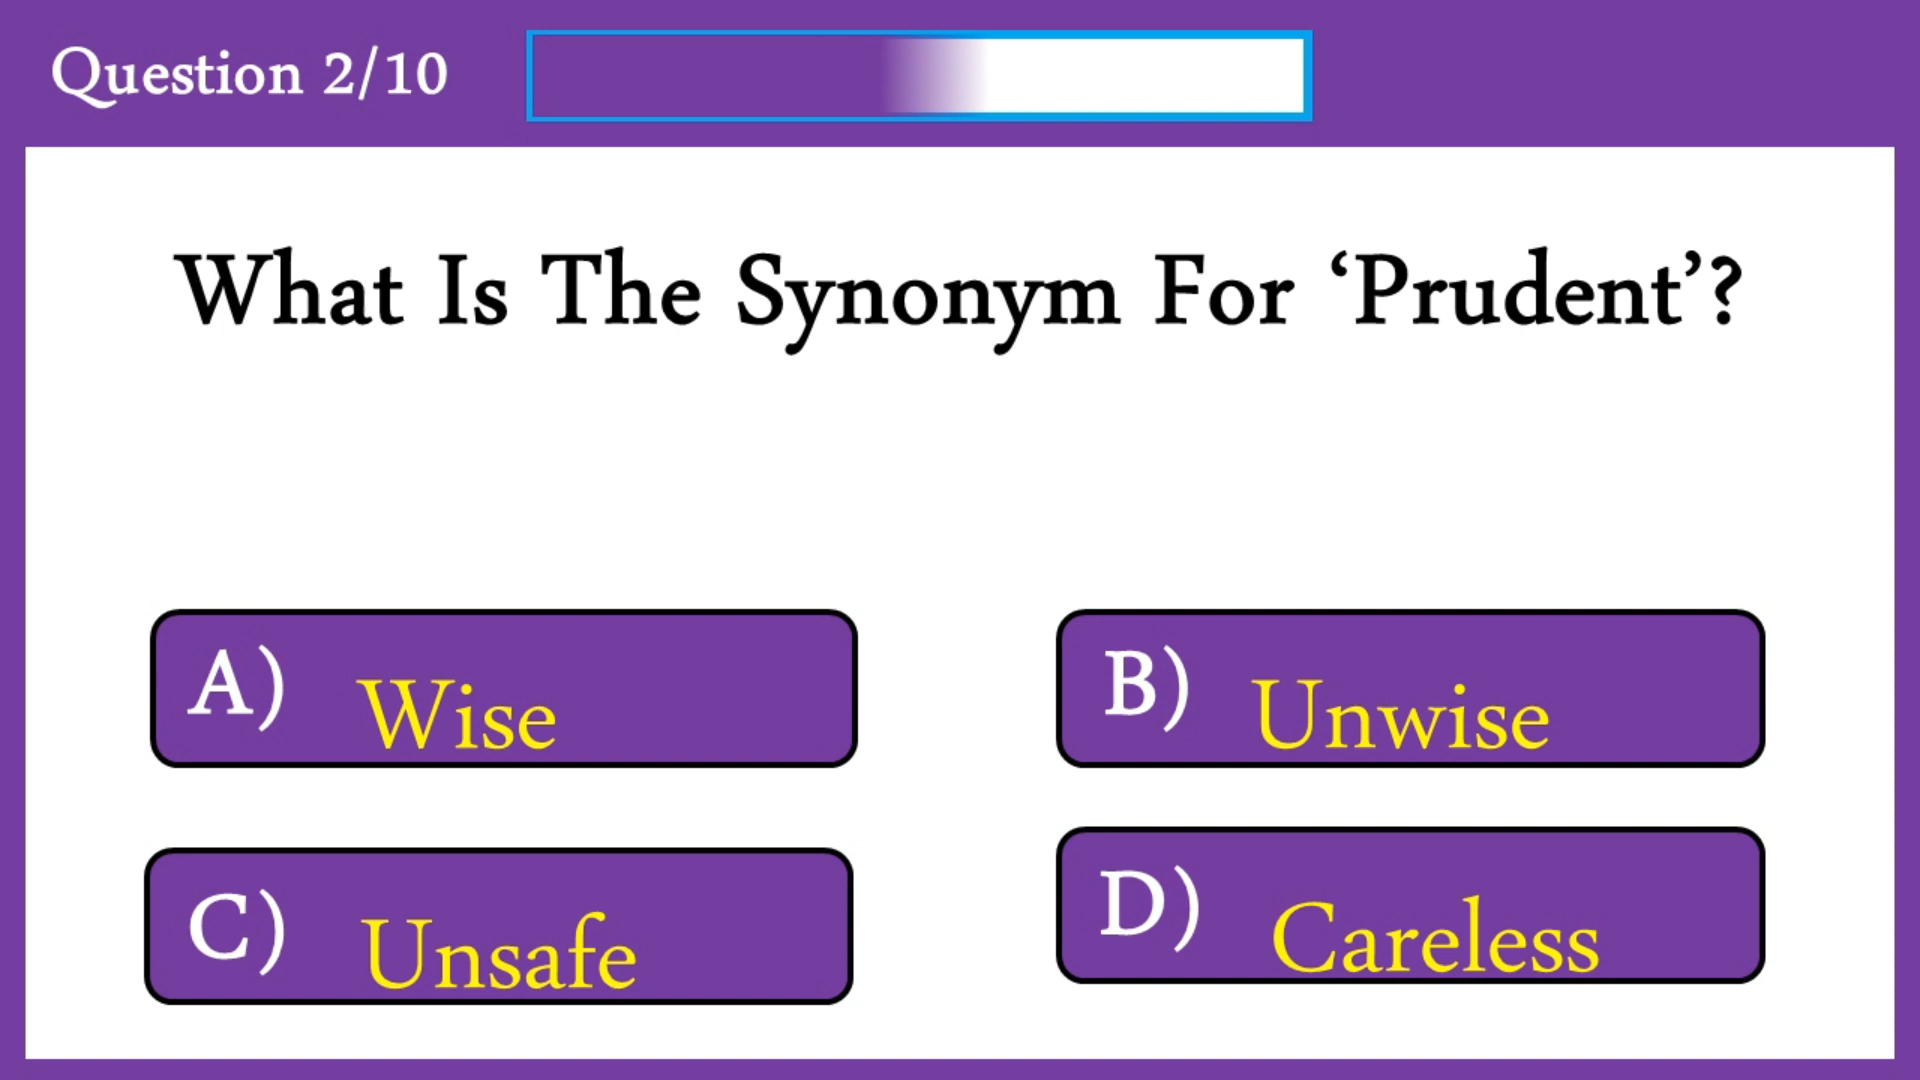 Question 2/10
What Is The Synonym For ‘Prudent’?
A) Wise
B) Unwise
C) Unsafe
D) Careless